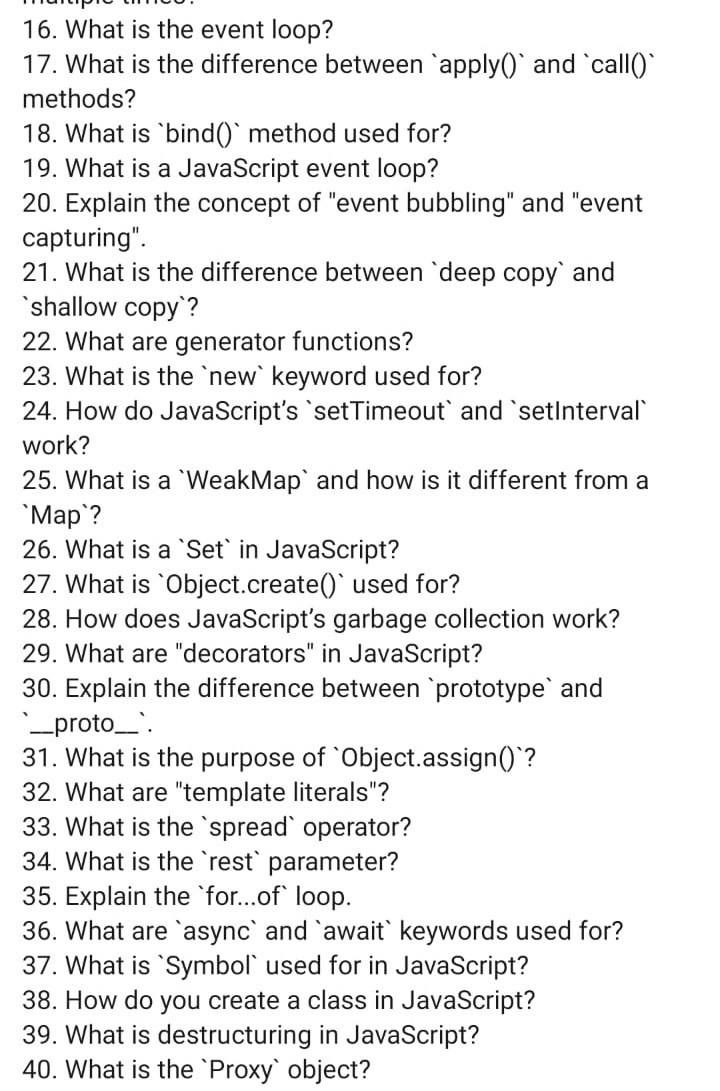 multiple times?
16. What is the event loop?
17. What is the difference between `apply()` and `call()`
methods?
18. What is `bind()` method used for?
19. What is a JavaScript event loop?
20. Explain the concept of "event bubbling" and "event
capturing".
21. What is the difference between `deep copy` and
`shallow copy`?
22. What are generator functions?
23. What is the `new` keyword used for?
24. How do JavaScript’s `setTimeout` and `setInterval`
work?
25. What is a `WeakMap` and how is it different from a
`Map`?
26. What is a `Set` in JavaScript?
27. What is `Object.create()` used for?
28. How does JavaScript’s garbage collection work?
29. What are "decorators" in JavaScript?
30. Explain the difference between `prototype` and
`__proto__`.
31. What is the purpose of `Object.assign()`?
32. What are "template literals"?
33. What is the `spread` operator?
34. What is the `rest` parameter?
35. Explain the `for...of` loop.
36. What are `async` and `await` keywords used for?
37. What is `Symbol` used for in JavaScript?
38. How do you create a class in JavaScript?
39. What is destructuring in JavaScript?
40. What is the `Proxy` object?